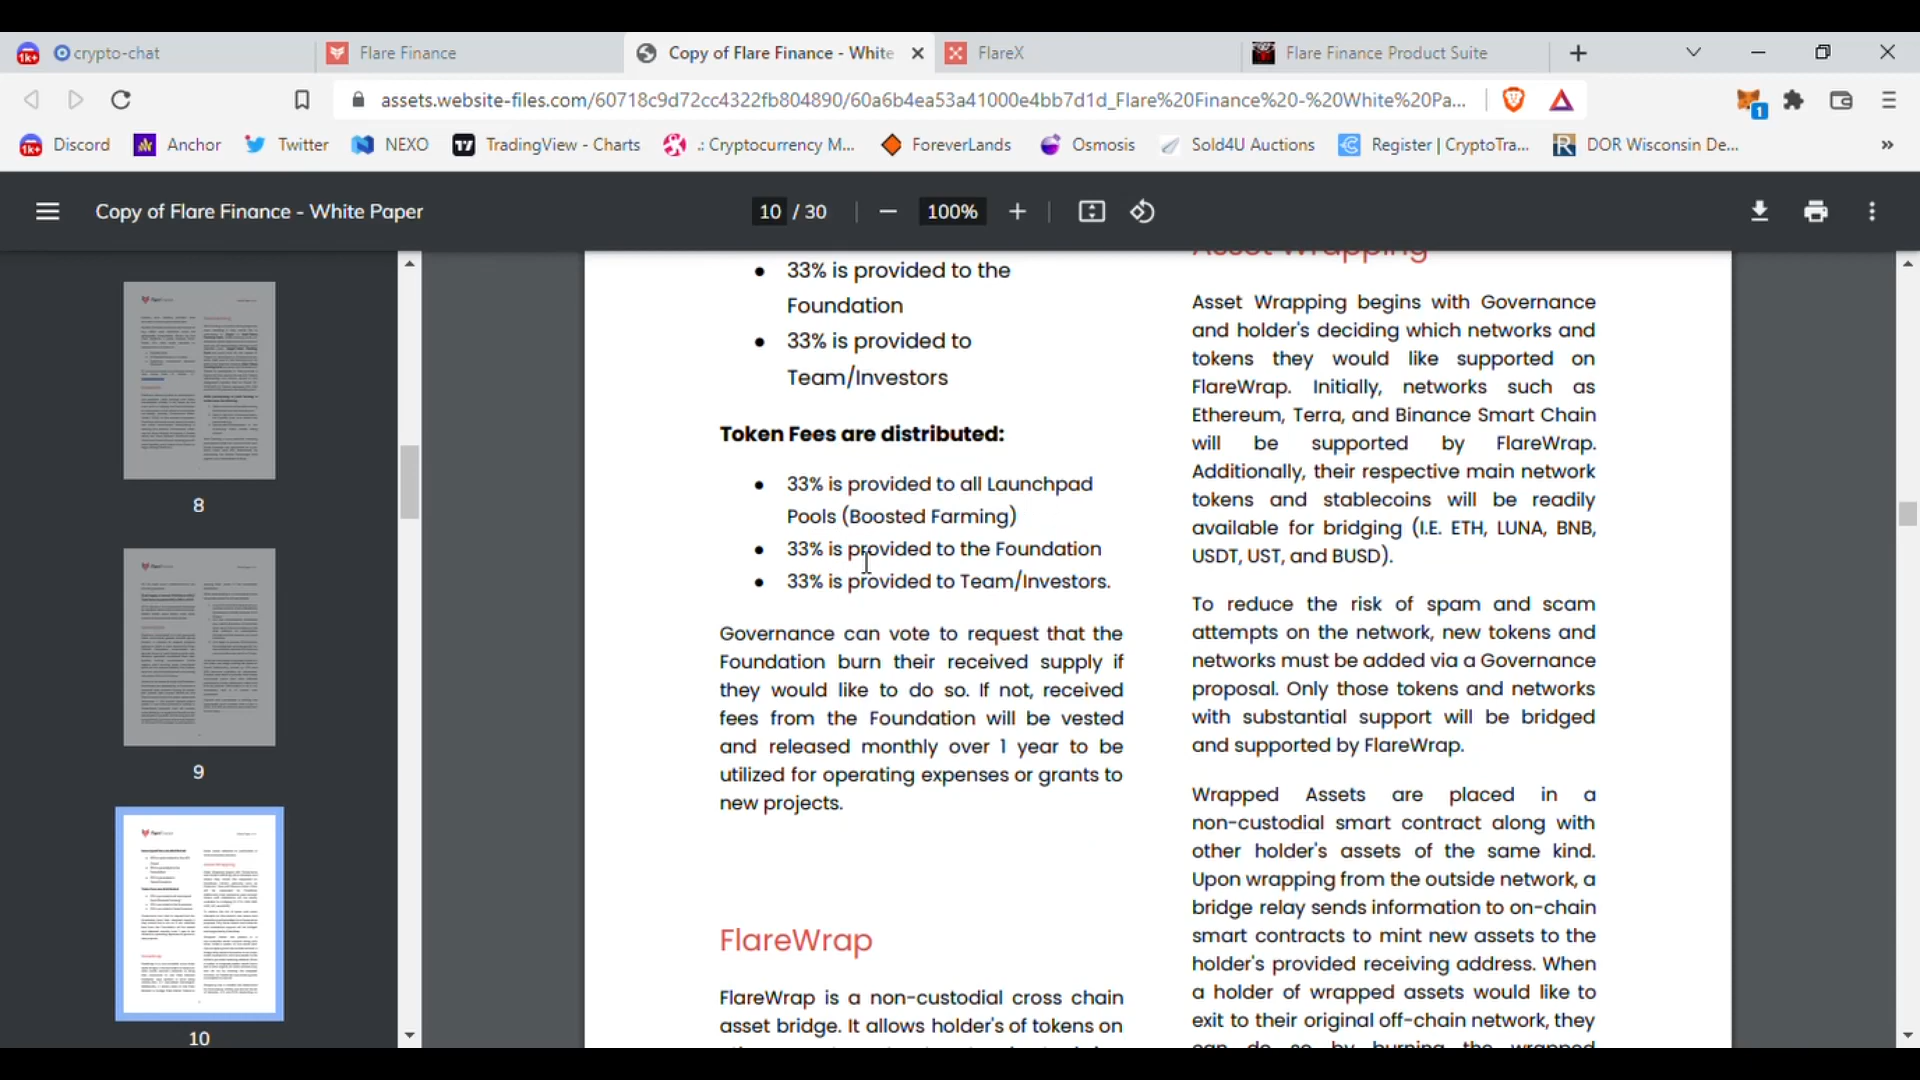 crypto-chat
Flare Finance
Copy of Flare Finance - White
FlareX
Flare Finance Product Suite
assets.website-files.com/60718c9d72cc4322fb804890/60a6b4ea53a41000e4bb7d1d_Flare%20Finance%20-%20White%20Pa...
1
1k+ Discord
Anchor
Twitter
NEXO
TradingView - Charts
.: Cryptocurrency M...
ForeverLands
Osmosis
Sold4U Auctions
Register | CryptoTra...
DOR Wisconsin De...
Copy of Flare Finance - White Paper
10 / 30
100%
8
9
10
33% is provided to the
Foundation
33% is provided to
Team/Investors
Token Fees are distributed:
33% is provided to all Launchpad
Pools (Boosted Farming)
33% is provided to the Foundation
33% is provided to Team/Investors.
Governance can vote to request that the
Foundation burn their received supply if
they would like to do so. If not, received
fees from the Foundation will be vested
and released monthly over 1 year to be
utilized for operating expenses or grants to
new projects.
FlareWrap
FlareWrap is a non-custodial cross chain
asset bridge. It allows holder's of tokens on
Asset Wrapping
Asset Wrapping begins with Governance
and holder's deciding which networks and
tokens they would like supported on
FlareWrap. Initially, networks such as
Ethereum, Terra, and Binance Smart Chain
will be supported by FlareWrap.
Additionally, their respective main network
tokens and stablecoins will be readily
available for bridging (I.E. ETH, LUNA, BNB,
USDT, UST, and BUSD).
To reduce the risk of spam and scam
attempts on the network, new tokens and
networks must be added via a Governance
proposal. Only those tokens and networks
with substantial support will be bridged
and supported by FlareWrap.
Wrapped Assets are placed in a
non-custodial smart contract along with
other holder's assets of the same kind.
Upon wrapping from the outside network, a
bridge relay sends information to on-chain
smart contracts to mint new assets to the
holder's provided receiving address. When
a holder of wrapped assets would like to
exit to their original off-chain network, they
can do so by burning the wrapped